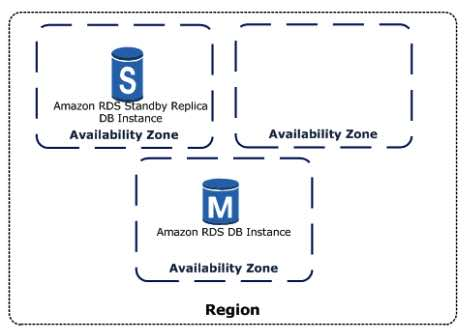 S
Amazon RDS Standby Replica
DB Instance
Availability Zone
Availability Zone
M
Amazon RDS DB Instance
Availability Zone
Region